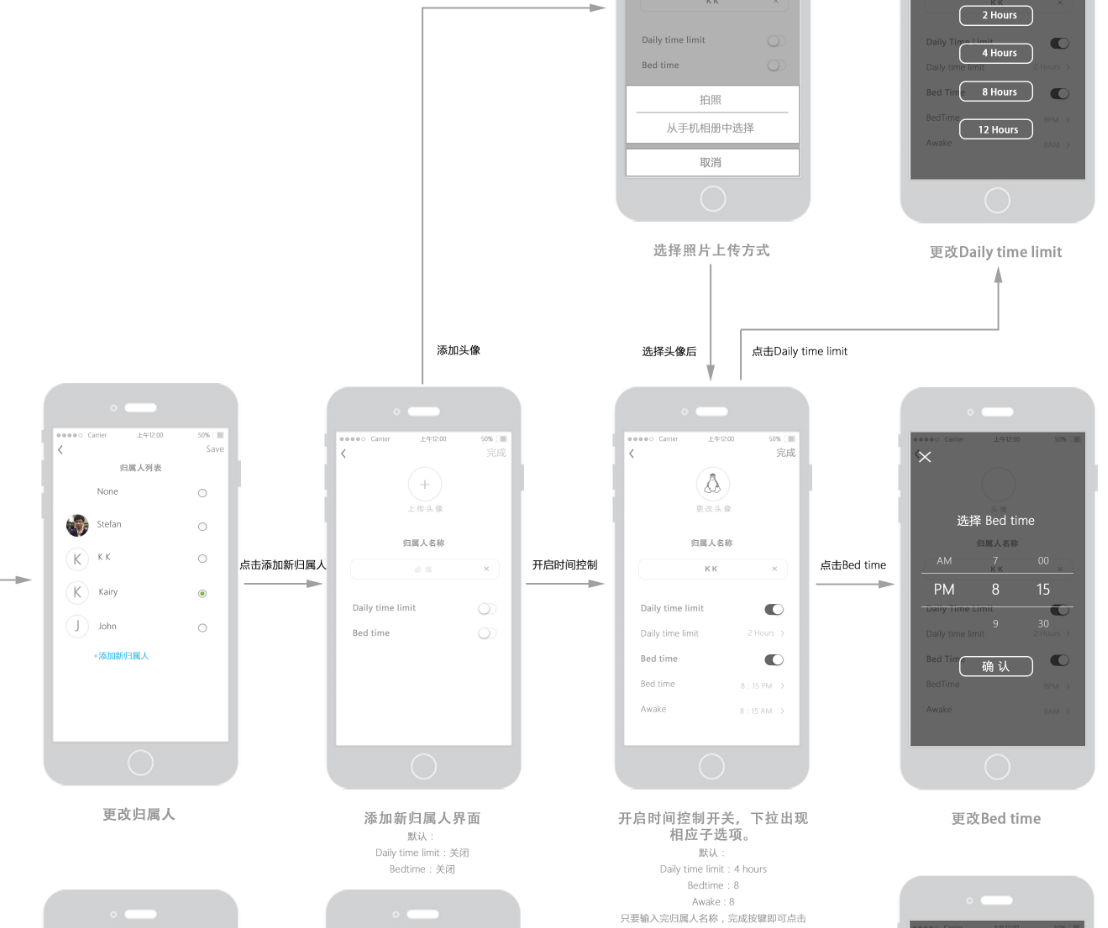 K K ×
Daily time limit
Bed time
拍照
从手机相册中选择
取消
选择照片上传方式
2 Hours
Daily Time Limit
4 Hours
Daily time limit 2 Hours >
8 Hours
Bed Time
BedTime 8PM >
12 Hours
Awake 8AM >
更改Daily time limit
添加头像
选择头像后
点击Daily time limit
Carrier 上午12:00 50%
< Save
归属人列表
None
Stefan
K K K
K Kairy
J John
+添加新归属人
更改归属人
点击添加新归属人
Carrier 上午12:00 50%
< 完成
+
上传头像
归属人名称
必填 ×
Daily time limit
Bed time
添加新归属人界面
默认：
Daily time limit：关闭
Bedtime：关闭
开启时间控制
Carrier 上午12:00 50%
< 完成
更改头像
归属人名称
K K ×
Daily time limit
Daily time limit 2 Hours >
Bed time
Bed time 8 : 15 PM >
Awake 8 : 15 AM >
开启时间控制开关，下拉出现
相应子选项。
默认：
Daily time limit：4 hours
Bedtime：8
Awake：8
只要输入完归属人名称，完成按键即可点击
点击Bed time
Carrier 上午12:00 50%
×
头像
选择 Bed time
归属人名称
AM 7 00
K K ×
PM 8 15
Daily Time Limit
9 30
Daily time limit 2 Hours >
Bed Time
确认
BedTime 8PM >
Awake 8AM >
更改Bed time